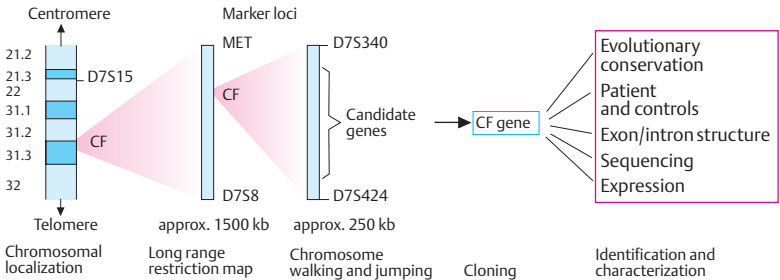 Centromere
Marker loci
21.2
21.3
22
31.1
31.2
31.3
32
D7S15
CF
Telomere
MET
CF
D7S8
approx. 1500 kb
D7S340
Candidate
genes
D7S424
approx. 250 kb
CF gene
Evolutionary
conservation
Patient
and controls
Exon/intron structure
Sequencing
Expression
Chromosomal
localization
Long range
restriction map
Chromosome
walking and jumping
Cloning
Identification and
characterization